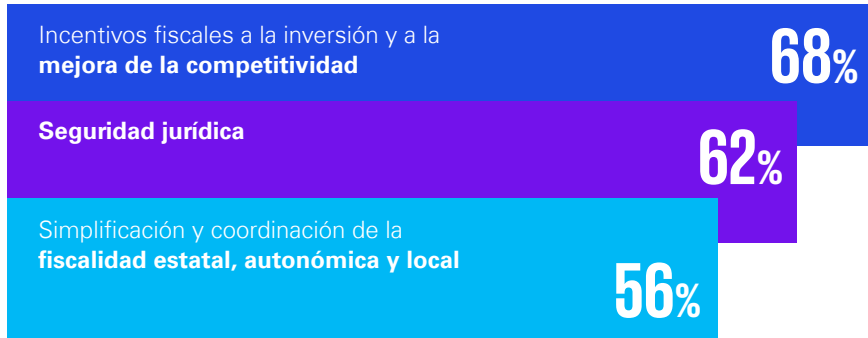 Incentivos fiscales a la inversión y a la
mejora de la competitividad
68%
Seguridad jurídica
62%
Simplificación y coordinación de la
fiscalidad estatal, autonómica y local
56%